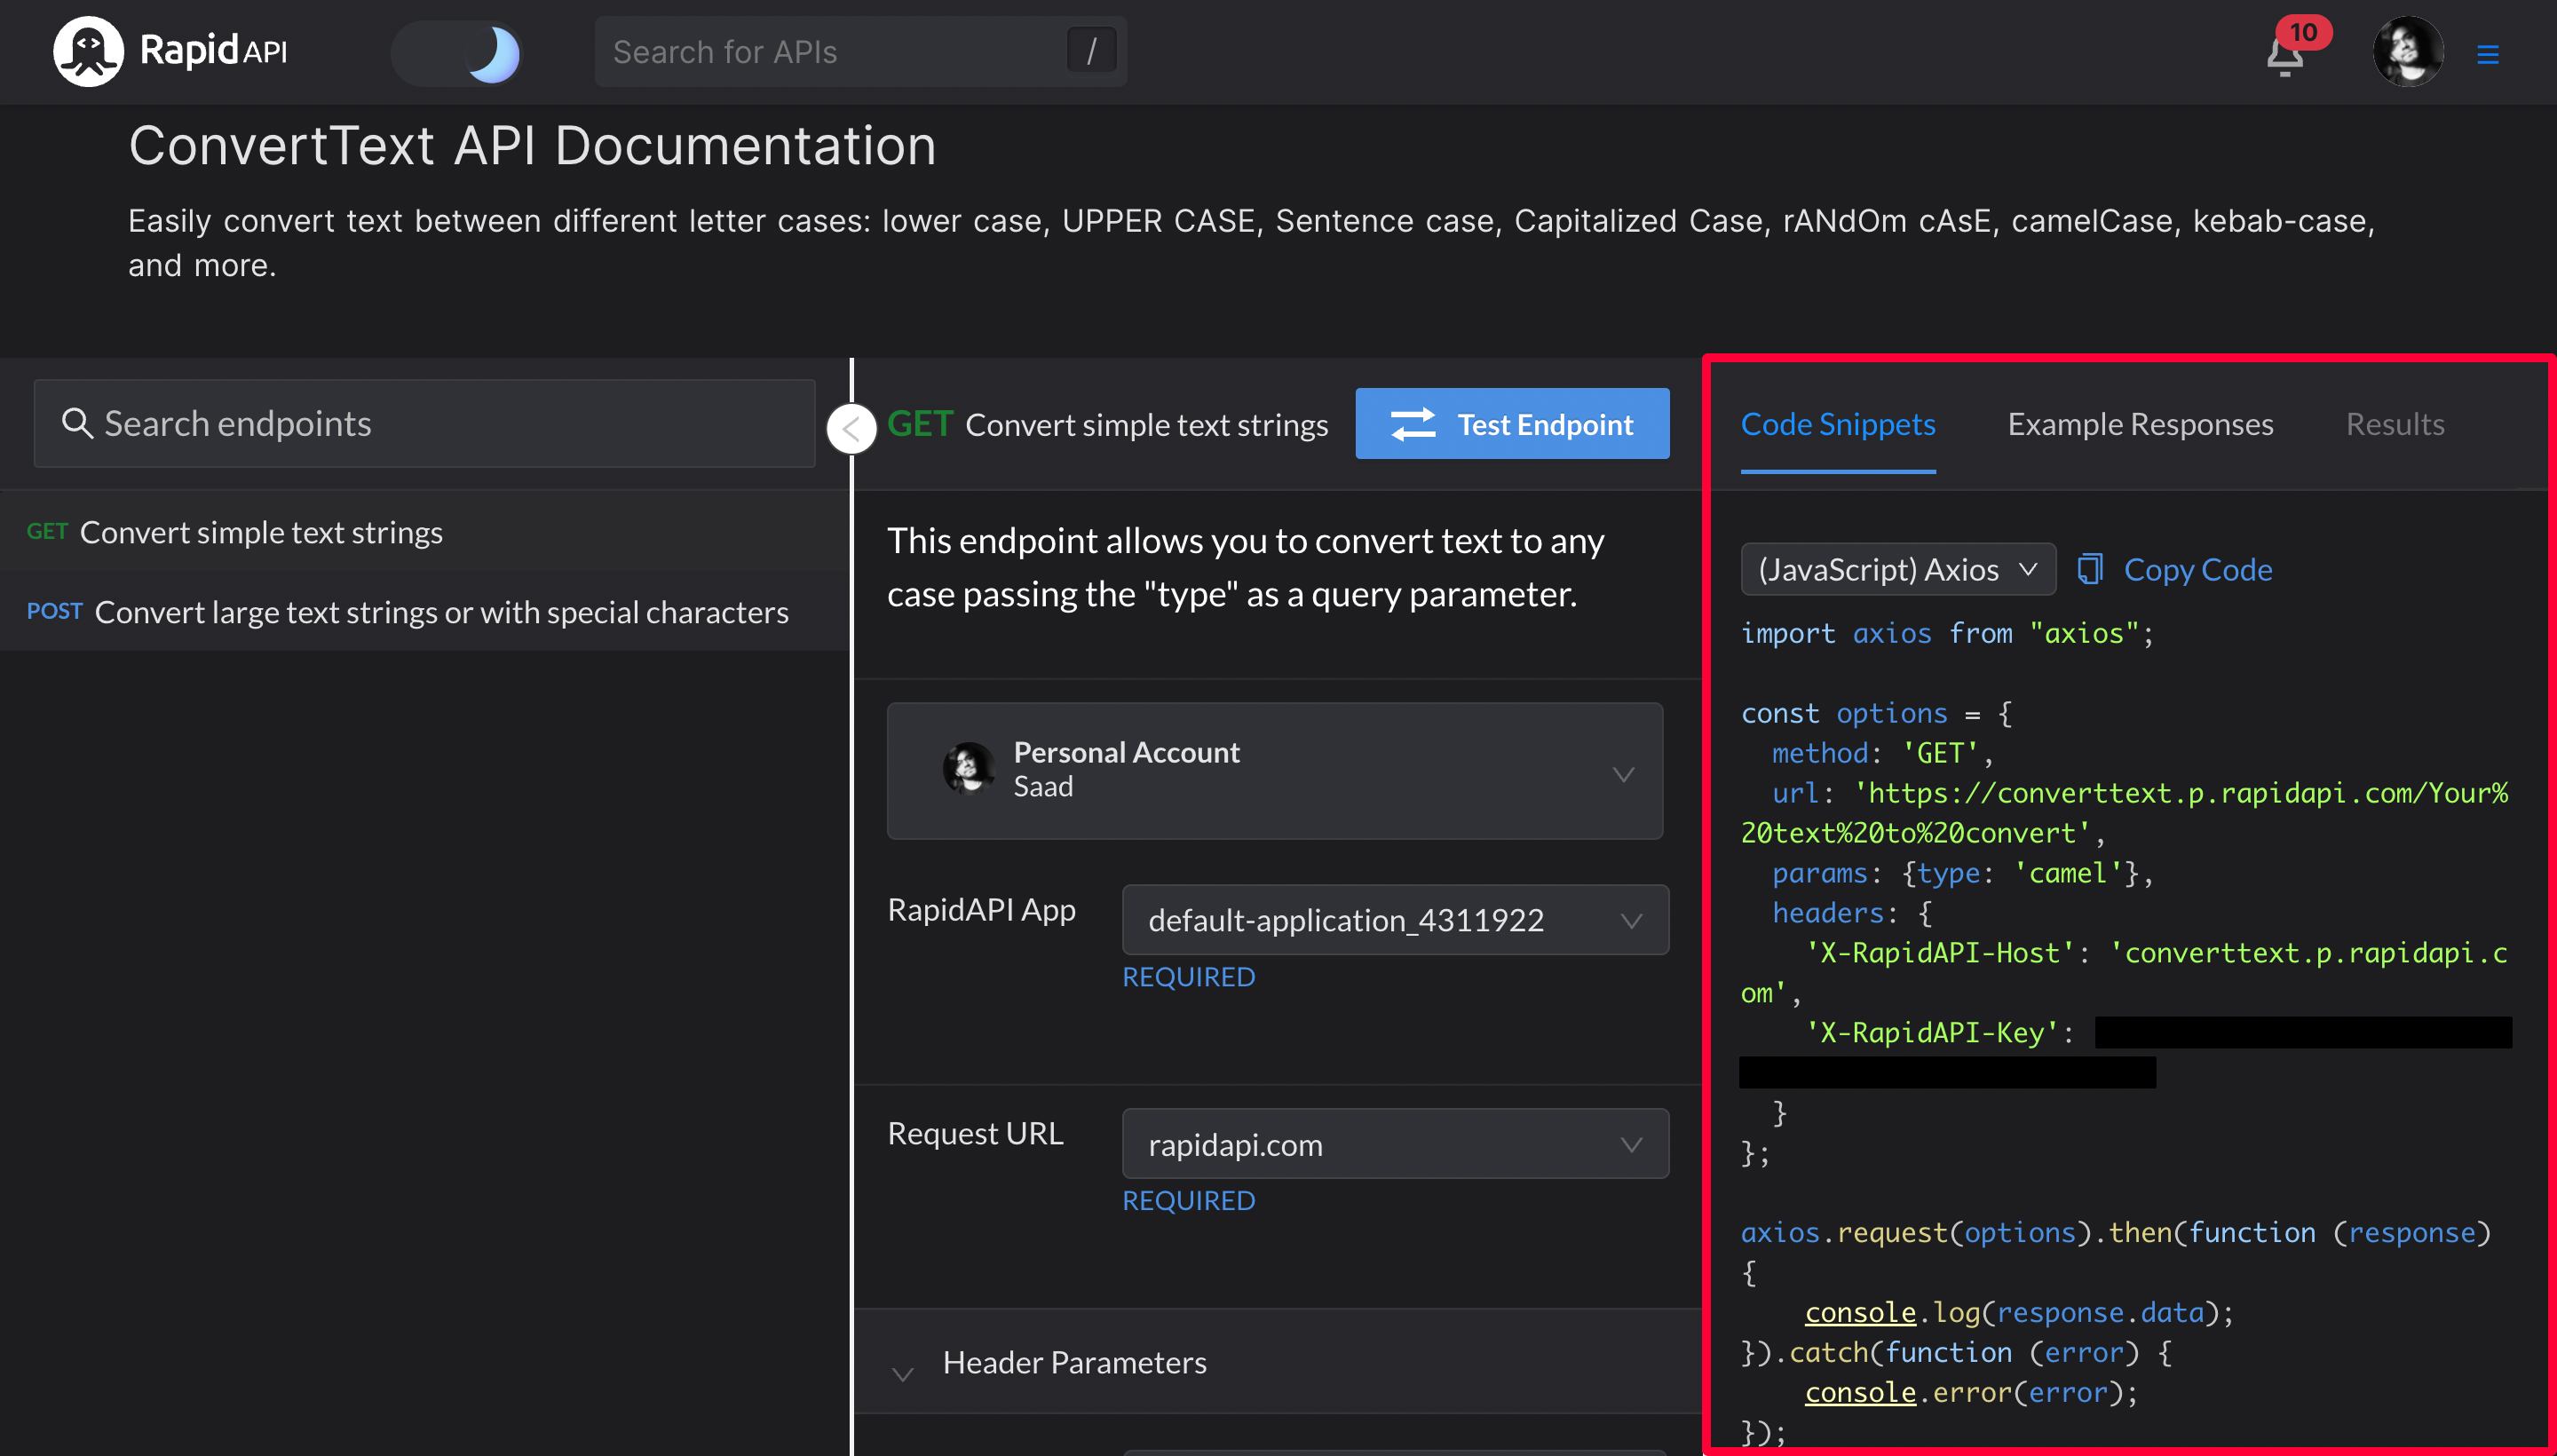 RapidAPI
Search for APIs
/
10
ConvertText API Documentation
Easily convert text between different letter cases: lower case, UPPER CASE, Sentence case, Capitalized Case, rANdOm cAsE, camelCase, kebab-case,
and more.
Search endpoints
GET Convert simple text strings
POST Convert large text strings or with special characters
GET Convert simple text strings
Test Endpoint
This endpoint allows you to convert text to any
case passing the "type" as a query parameter.
Personal Account
Saad
RapidAPI App
default-application_4311922
REQUIRED
Request URL
rapidapi.com
REQUIRED
Header Parameters
Code Snippets
Example Responses
Results
(JavaScript) Axios
Copy Code
import axios from "axios";
const options = {
  method: 'GET',
  url: 'https://converttext.p.rapidapi.com/Your%
20text%20to%20convert',
  params: {type: 'camel'},
  headers: {
    'X-RapidAPI-Host': 'converttext.p.rapidapi.c
om',
    'X-RapidAPI-Key':
  }
};
axios.request(options).then(function (response)
{
    console.log(response.data);
}).catch(function (error) {
    console.error(error);
});